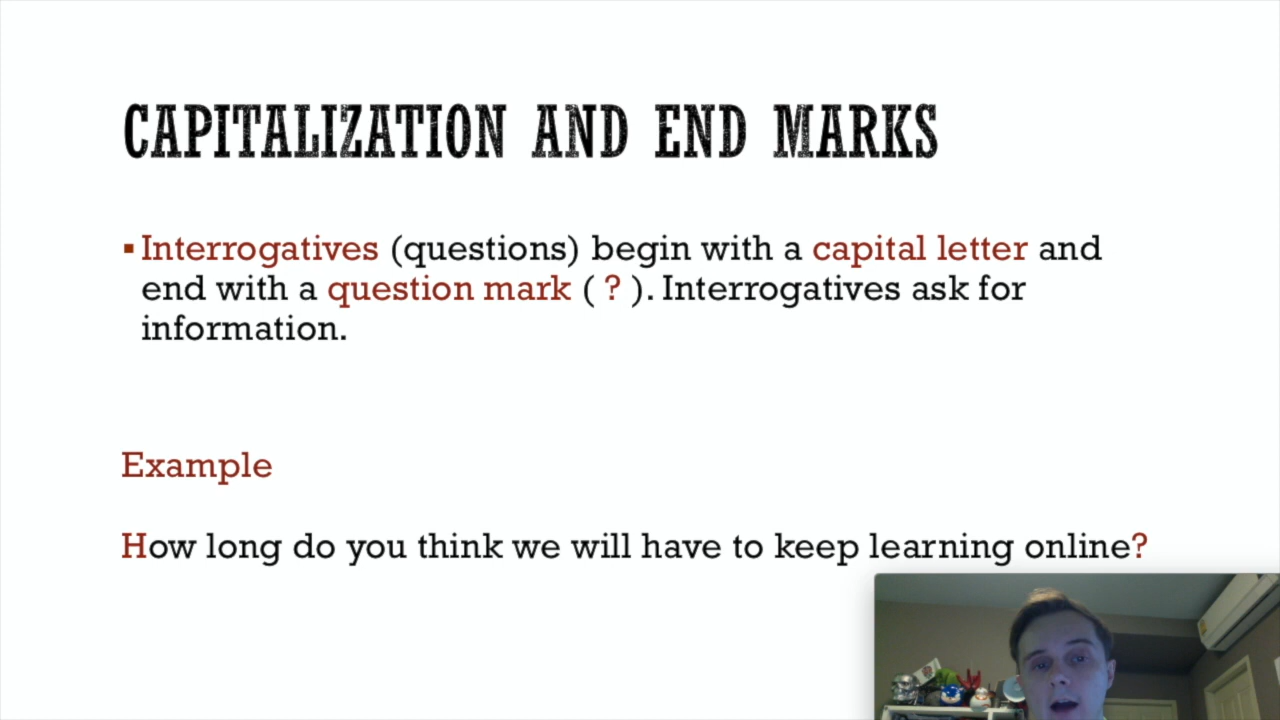 CAPITALIZATION AND END MARKS
▪ Interrogatives (questions) begin with a capital letter and
end with a question mark ( ? ). Interrogatives ask for
information.
Example
How long do you think we will have to keep learning online?